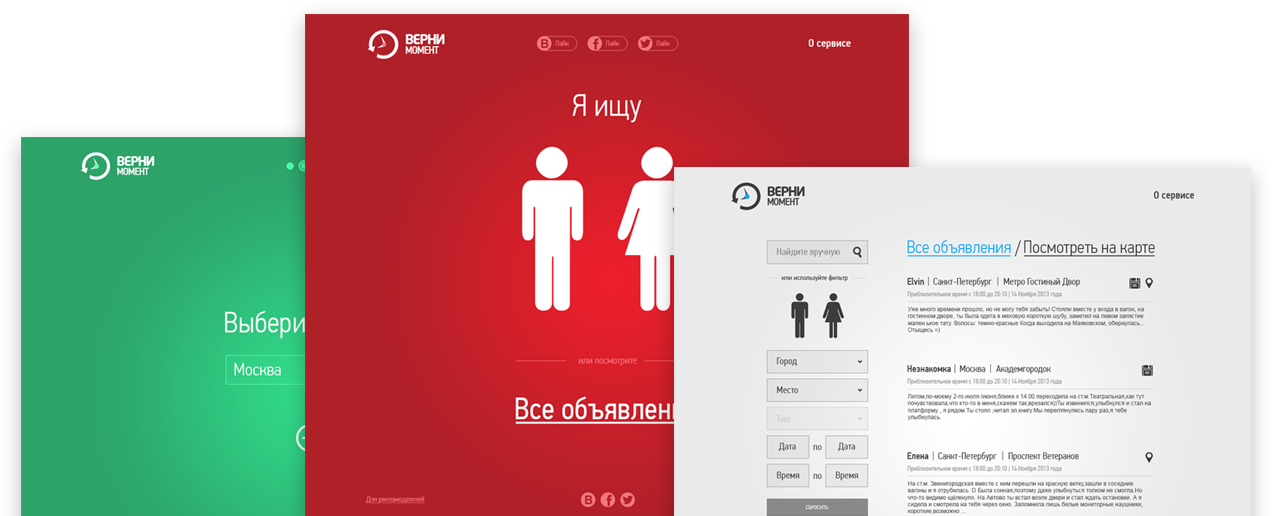 ВЕРНИ
МОМЕНТ
Выбери
Москва
ВЕРНИ
МОМЕНТ
Лайк
Лайк
Лайк
О сервисе
Я ищу
или посмотрите
Все объявлен
Для рекламодателей
ВЕРНИ
МОМЕНТ
О сервисе
Найдите вручную
или используйте фильтр
Город
Место
Тип
Дата по Дата
Время по Время
СБРОСИТЬ
Все объявления / Посмотреть на карте
Elvin | Санкт-Петербург | Метро Гостиный Двор
Приблизительное время с 18:00 до 20.10 | 14 Ноября 2013 года
Уже много времени прошло, но не могу тебя забыть! Стояли вместе у входа в вагон, на
гостинном дворе, ты была одета в меховую короткую шубу, заметил на левом запястие
мален ькое тату. Волосы: темно-красные Когда выходила на Маяковском, обернулась...
Отыщись =)
Незнакомка | Москва | Академгородок
Приблизительное время с 18:00 до 20.10 | 14 Ноября 2013 года
Летом,по-моему 2-го июля /июня,ближе к 14.00 переходила на ст.м.Театральная,как тут
почувствовала,что кто-то в меня,скажем так,врезался))Ты извинился,улыбнулся и стал на
платформу , я рядом.Ты стоял ,читал эл.книгу.Мы переглянулись пару раз,я тебе
улыбнулась.
Елена | Санкт-Петербург | Проспект Ветеранов
Приблизительное время с 18:00 до 20.10 | 14 Ноября 2013 года
На ст.м. Звенигородская вместе с ним перешли на красную ветку,зашли в соседние
вагоны и я отрубилась :D Была сонная,поэтому даже улыбнуться толком не смогла.Но
что-то видимо щёлкнуло. На Автово ты встал возле двери и стал ждать остановки. А я
сидела и смотрела на тебя через окно. Запомнила лишь белые мониторные наушники,
короткие,возможно ...